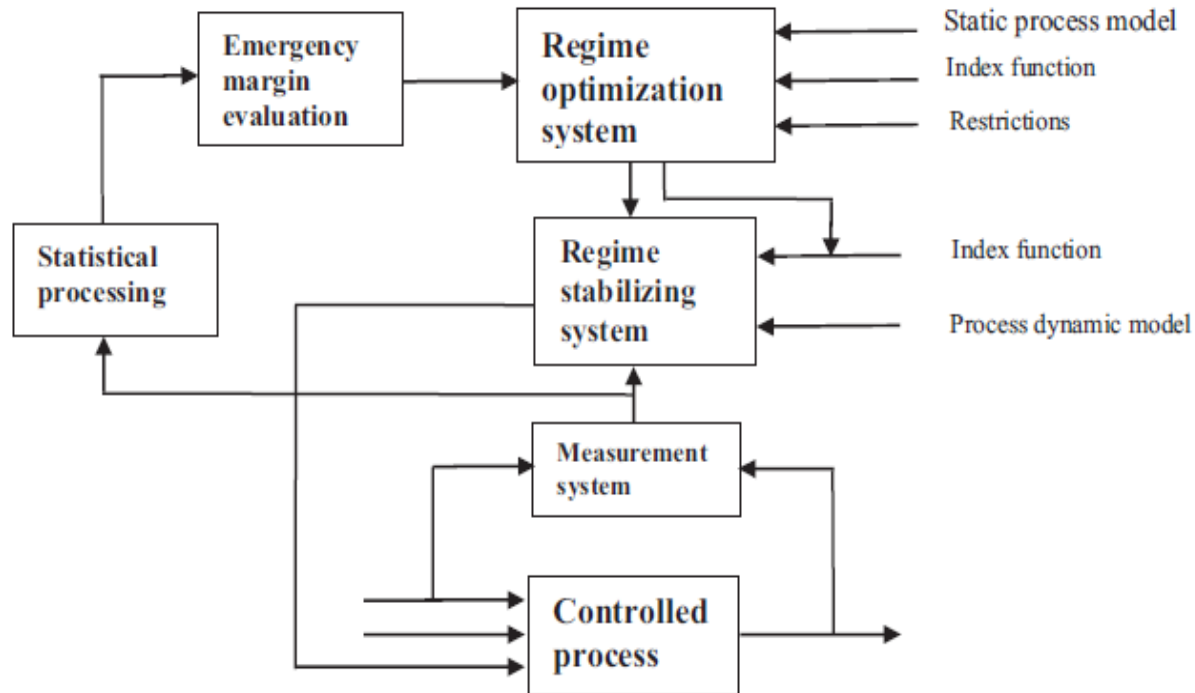 Emergency
margin
evaluation
Regime
optimization
system
Static process model
Index function
Restrictions
Statistical
processing
Regime
stabilizing
system
Index function
Process dynamic model
Measurement
system
Controlled
process